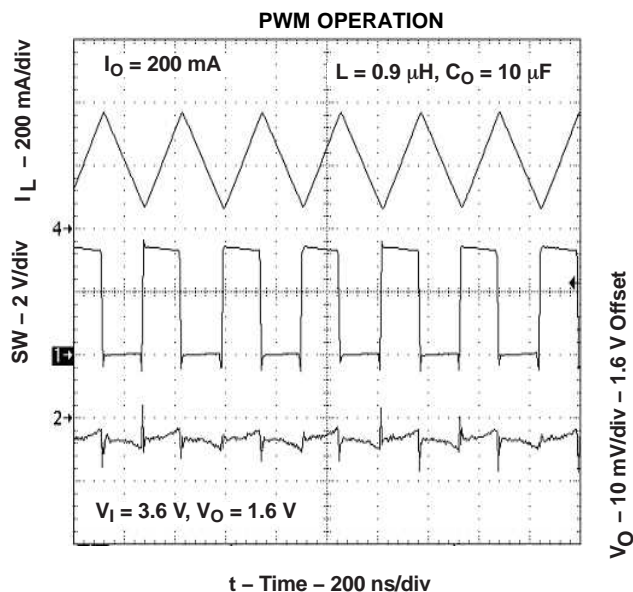 PWM OPERATION
I_O = 200 mA
L = 0.9 μH, C_O = 10 μF
I_L – 200 mA/div
4
SW – 2 V/div
1
2
V_O – 10 mV/div – 1.6 V Offset
V_I = 3.6 V, V_O = 1.6 V
t – Time – 200 ns/div